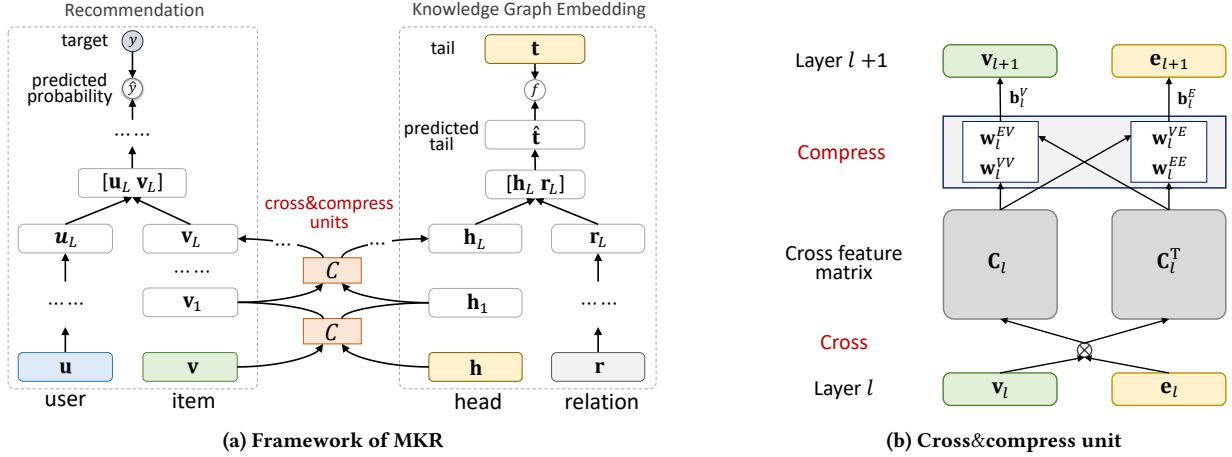 Recommendation
target y
predicted probability ŷ
... ...
[u_L v_L]
u_L v_L
... ...
v_1
... ...
u v
user item
cross&compress units
... ...
C
C
Knowledge Graph Embedding
tail t
f
predicted tail t̂
[h_L r_L]
h_L r_L
... ...
h_1
h r
head relation
(a) Framework of MKR
Layer l +1 v_{l+1} e_{l+1}
b_l^V b_l^E
Compress
w_l^{EV} w_l^{VE}
w_l^{VV} w_l^{EE}
Cross feature matrix C_l C_l^T
Cross ⊗
Layer l v_l e_l
(b) Cross&compress unit